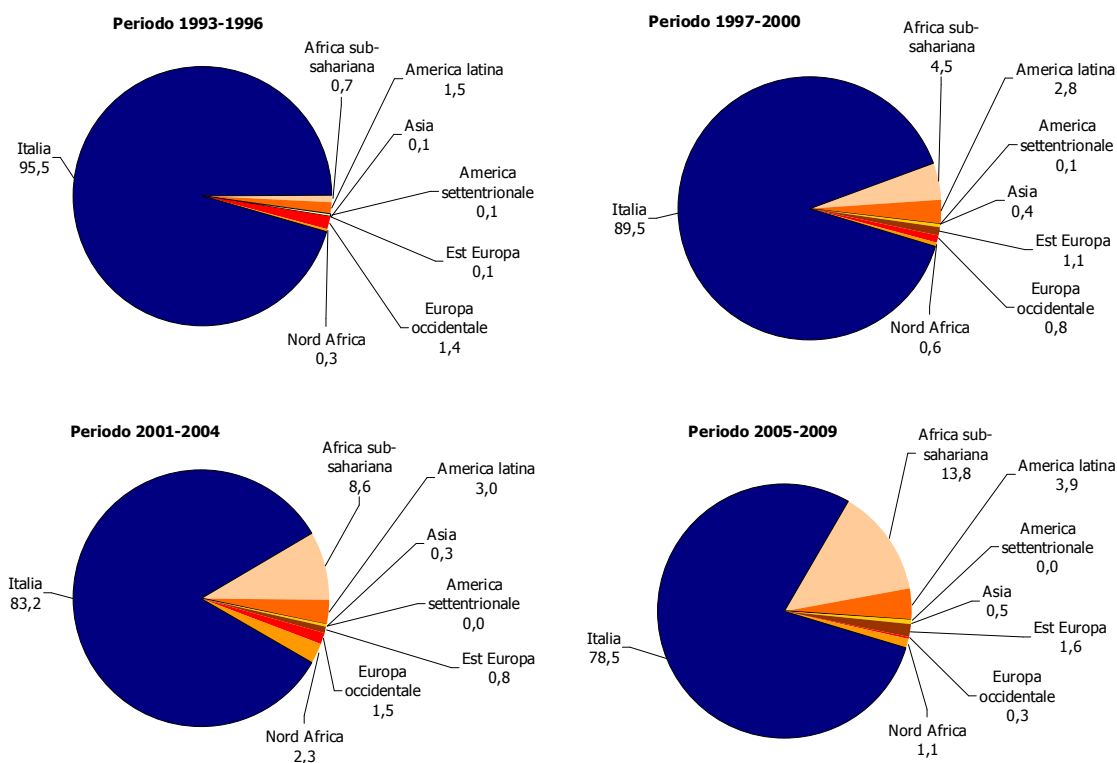 Periodo 1993-1996
Africa sub-
sahariana
0,7
America latina
1,5
Asia
0,1
America
settentrionale
0,1
Est Europa
0,1
Europa
occidentale
1,4
Nord Africa
0,3
Italia
95,5
Periodo 1997-2000
Africa sub-
sahariana
4,5
America latina
2,8
America
settentrionale
0,1
Asia
0,4
Est Europa
1,1
Europa
occidentale
0,8
Nord Africa
0,6
Italia
89,5
Periodo 2001-2004
Africa sub-
sahariana
8,6
America latina
3,0
Asia
0,3
America
settentrionale
0,0
Est Europa
0,8
Europa
occidentale
1,5
Nord Africa
2,3
Italia
83,2
Periodo 2005-2009
Africa sub-
sahariana
13,8
America latina
3,9
America
settentrionale
0,0
Asia
0,5
Est Europa
1,6
Europa
occidentale
0,3
Nord Africa
1,1
Italia
78,5